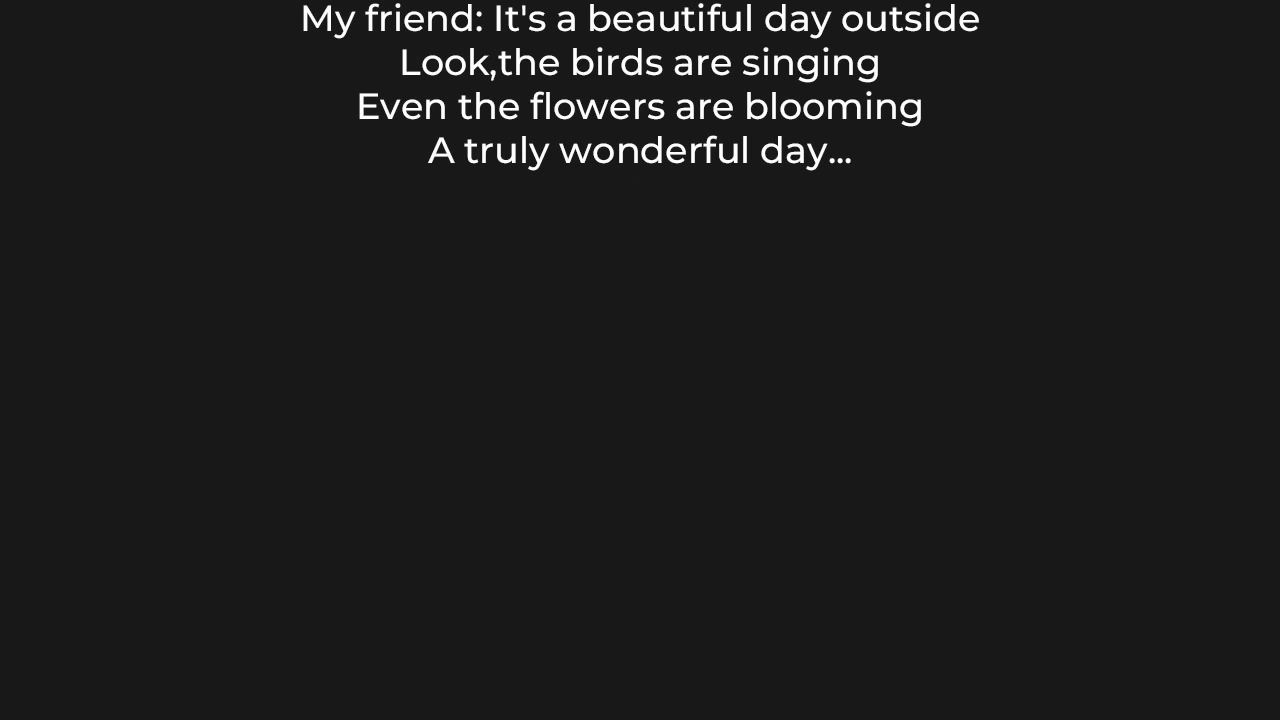 My friend: It's a beautiful day outside
Look,the birds are singing
Even the flowers are blooming
A truly wonderful day...